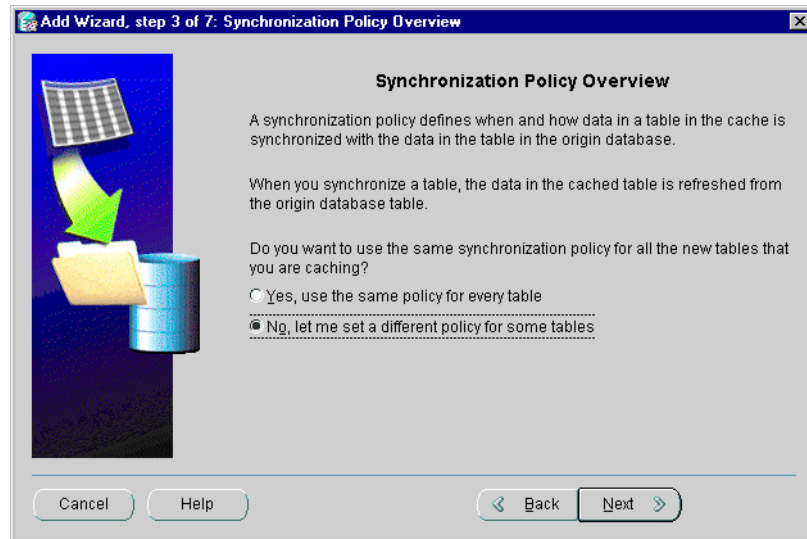 Add Wizard, step 3 of 7: Synchronization Policy Overview
Synchronization Policy Overview
A synchronization policy defines when and how data in a table in the cache is
synchronized with the data in the table in the origin database.
When you synchronize a table, the data in the cached table is refreshed from
the origin database table.
Do you want to use the same synchronization policy for all the new tables that
you are caching?
Yes, use the same policy for every table
No, let me set a different policy for some tables
Cancel
Help
Back
Next